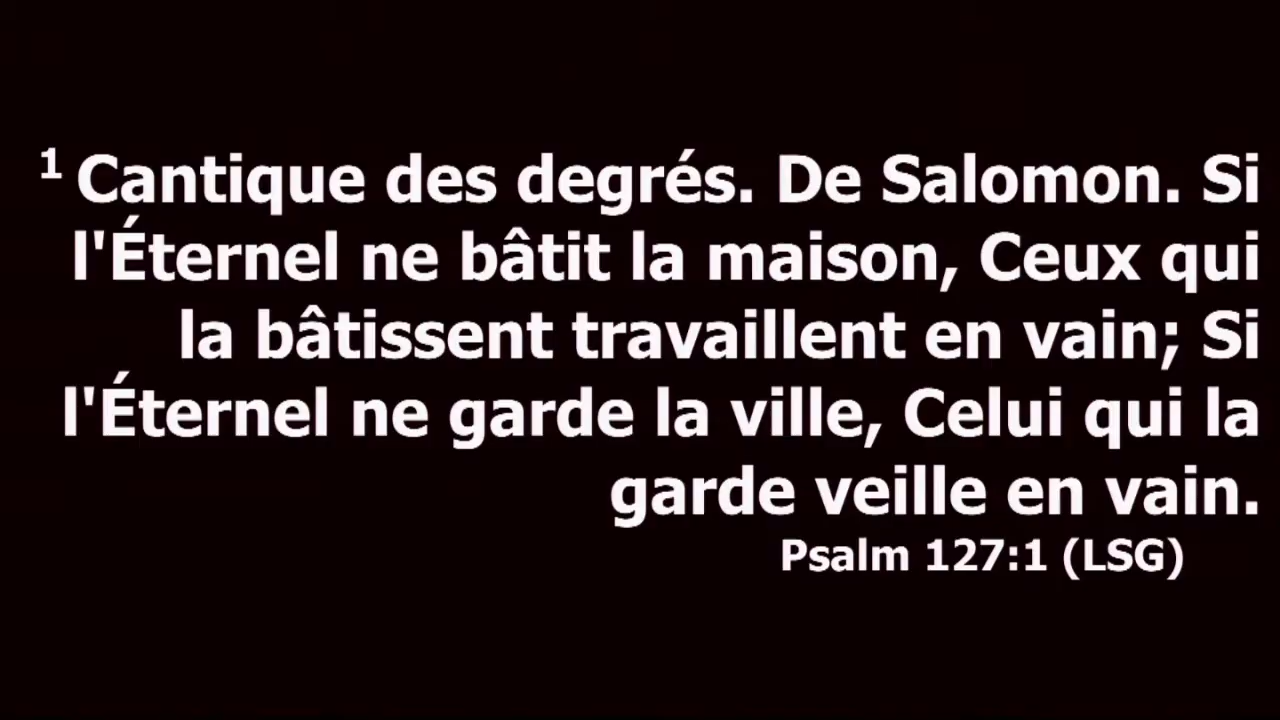 1 Cantique des degrés. De Salomon. Si
l'Éternel ne bâtit la maison, Ceux qui
la bâtissent travaillent en vain; Si
l'Éternel ne garde la ville, Celui qui la
garde veille en vain.
Psalm 127:1 (LSG)